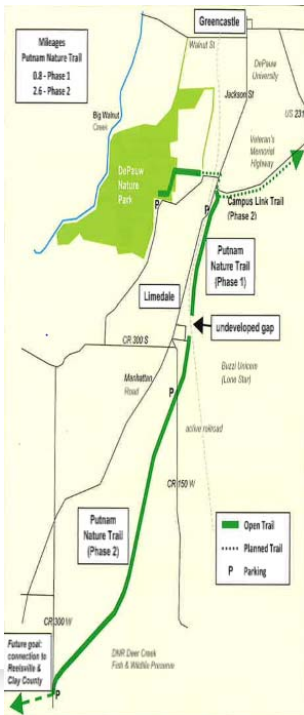 Greencastle
Mileages
Putnam Nature Trail
0.8 - Phase 1
2.6 - Phase 2
Walnut St
DePauw
University
Jackson St
US 231
Big Walnut
Creek
Veteran's
Memorial
Highway
DePauw
Nature
Park
P
P
Campus Link Trail
(Phase 2)
Putnam
Nature Trail
(Phase 1)
Limedale
undeveloped gap
CR 300 S
Buzzi Unicem
(Lone Star)
Manhattan
Road
P
active railroad
CR 150 W
Putnam
Nature Trail
(Phase 2)
Open Trail
Planned Trail
P Parking
CR 300 W
Future goal:
connection to
Reelsville &
Clay County
DNR Deer Creek
Fish & Wildlife Preserve
P